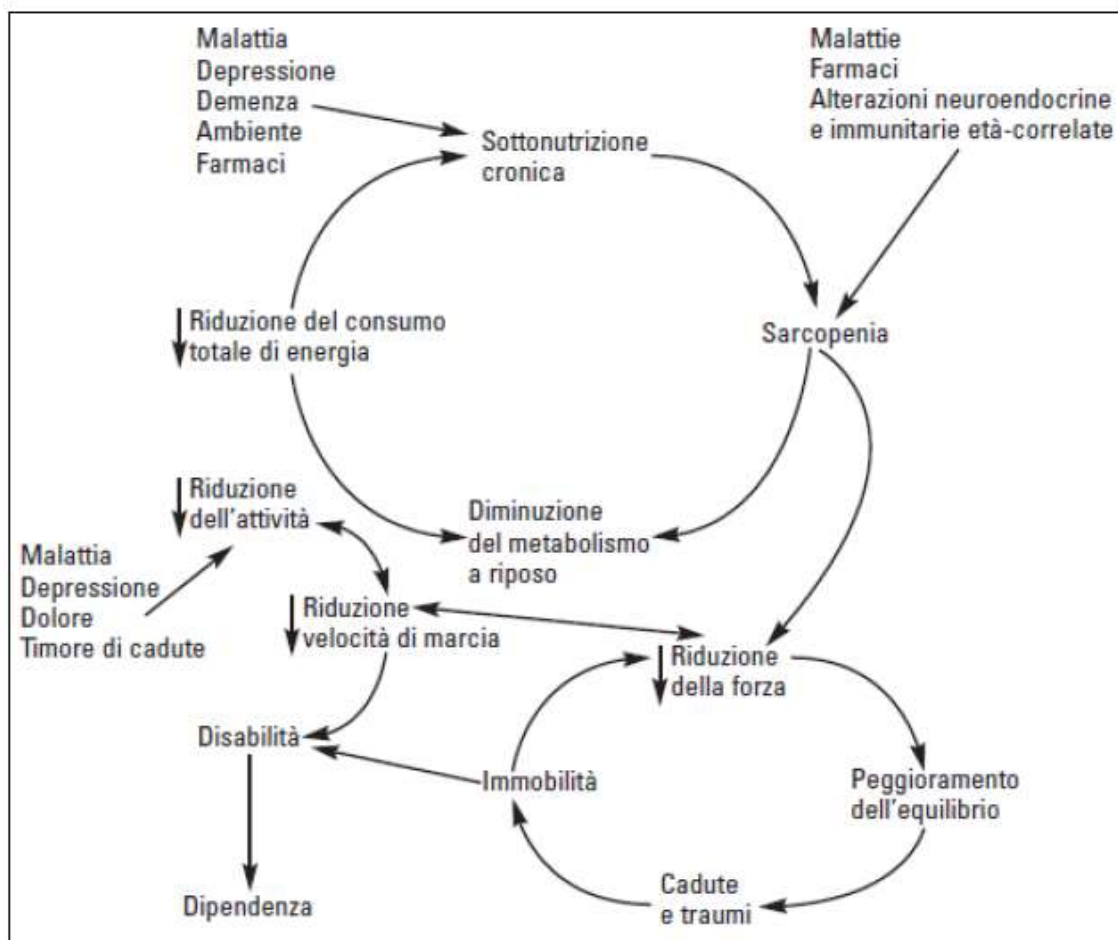 Malattia
Depressione
Demenza
Ambiente
Farmaci
Malattie
Farmaci
Alterazioni neuroendocrine
e immunitarie età-correlate
Sottonutrizione
cronica
Riduzione del consumo
totale di energia
Sarcopenia
Riduzione
dell'attività
Diminuzione
del metabolismo
a riposo
Malattia
Depressione
Dolore
Timore di cadute
Riduzione
velocità di marcia
Riduzione
della forza
Disabilità
Immobilità
Peggioramento
dell'equilibrio
Cadute
e traumi
Dipendenza